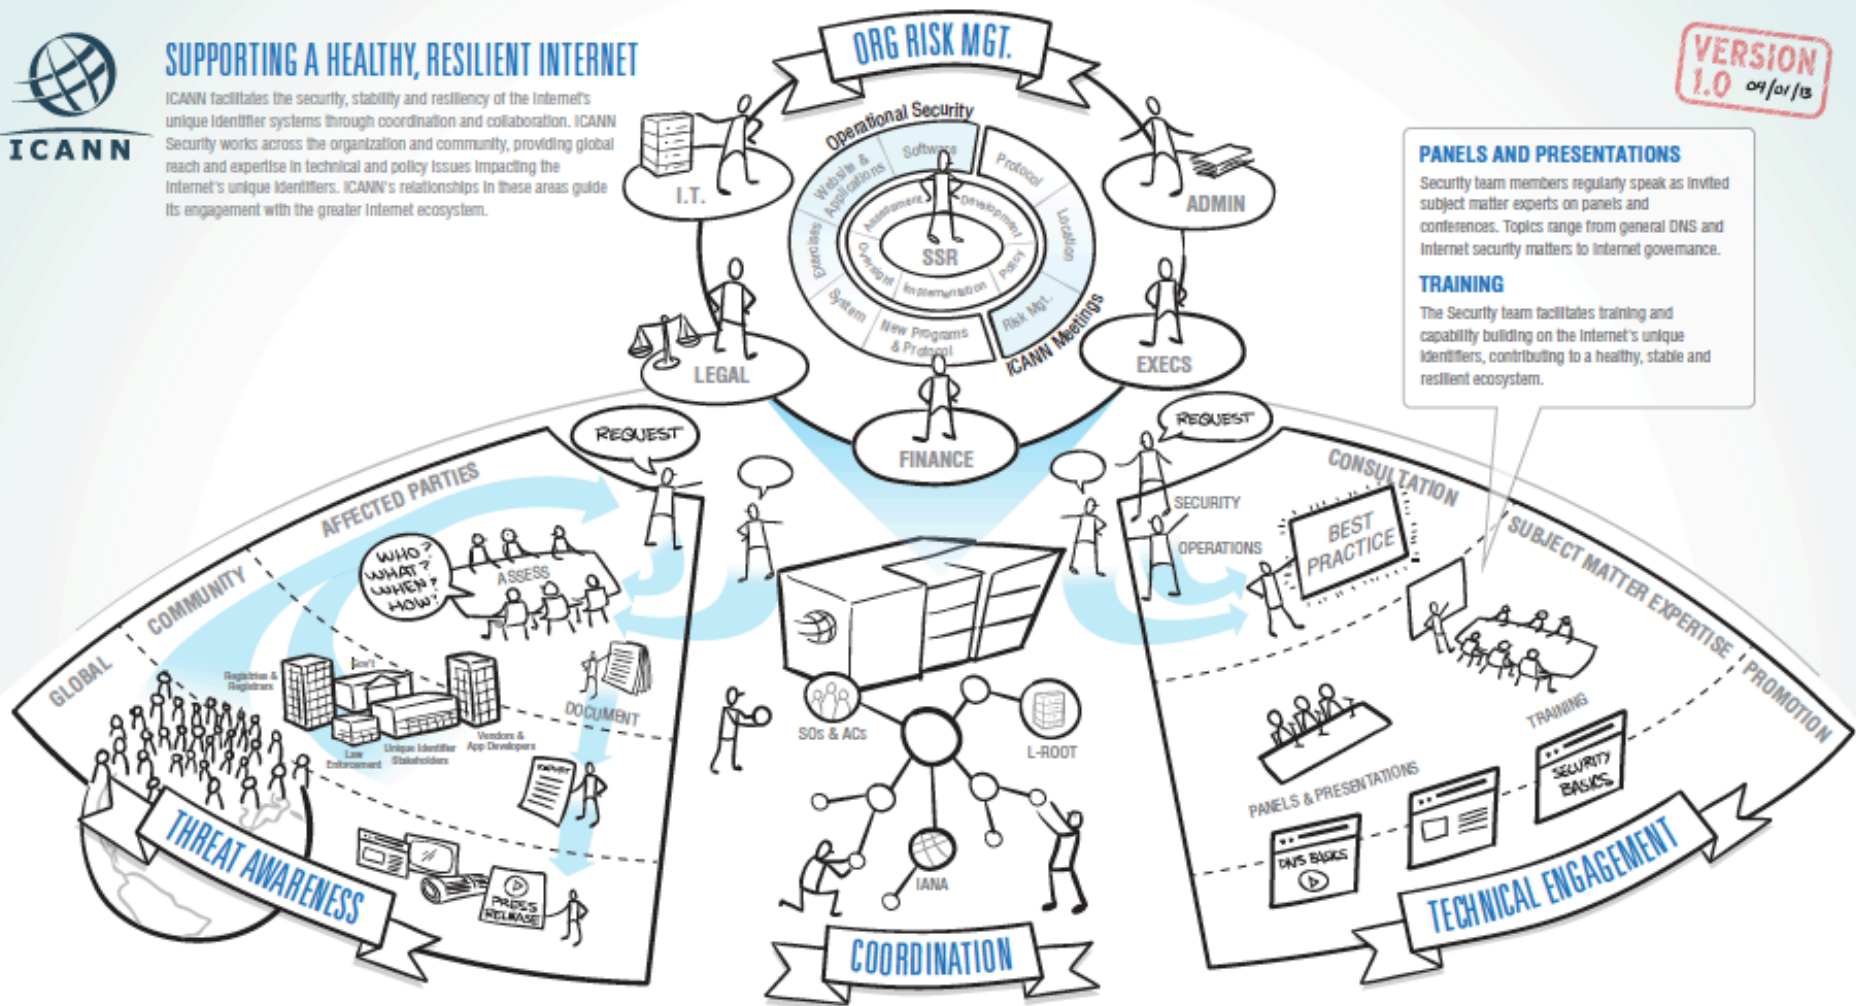 ICANN
SUPPORTING A HEALTHY, RESILIENT INTERNET
ICANN facilitates the security, stability and resiliency of the Internet's
unique identifier systems through coordination and collaboration. ICANN
Security works across the organization and community, providing global
reach and expertise in technical and policy issues impacting the
Internet's unique identifiers. ICANN's relationships in these areas guide
its engagement with the greater Internet ecosystem.
ORG RISK MGT.
VERSION
1.0 04/01/13
PANELS AND PRESENTATIONS
Security team members regularly speak as invited
subject matter experts on panels and
conferences. Topics range from general DNS and
Internet security matters to Internet governance.
TRAINING
The Security team facilitates training and
capability building on the Internet's unique
identifiers, contributing to a healthy, stable and
resilient ecosystem.
I.T.
ADMIN
LEGAL
EXECS
FINANCE
Operational Security
Software
Website &
Applications
Exercises
System
New Programs
& Protocol
Protocol
Location
Risk Mgt.
ICANN Meetings
Assessment
Development
Policy
Implementation
Oversight
SSR
REQUEST
REQUEST
AFFECTED PARTIES
COMMUNITY
GLOBAL
WHO?
WHAT?
WHEN?
HOW?
ASSESS
Registries &
Registrars
Gov't
Law
Enforcement
Unique Identifier
Stakeholders
Vendors &
App Developers
DOCUMENT
PRESS
RELEASE
THREAT AWARENESS
SOs & ACs
L-ROOT
IANA
COORDINATION
SECURITY
OPERATIONS
CONSULTATION
SUBJECT MATTER EXPERTISE
PROMOTION
BEST
PRACTICE
TRAINING
PANELS & PRESENTATIONS
DNS BASICS
SECURITY
BASICS
TECHNICAL ENGAGEMENT